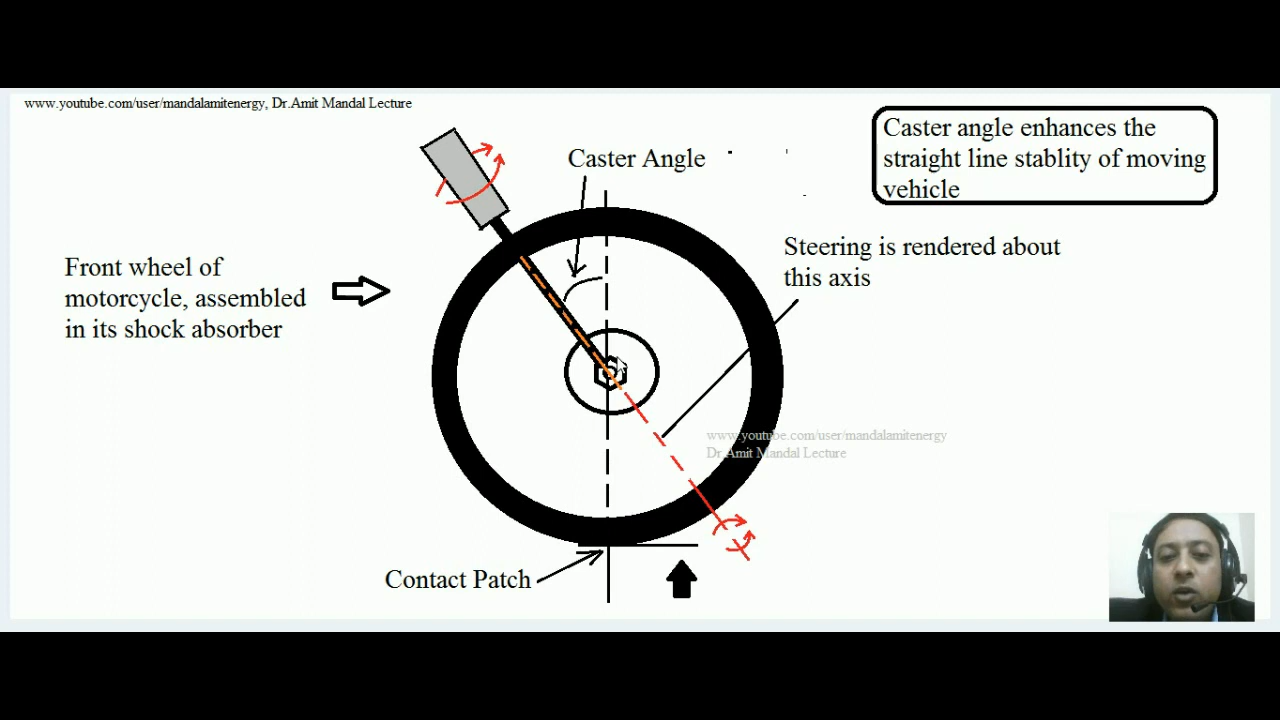 www.youtube.com/user/mandalamitenergy, Dr.Amit Mandal Lecture
Caster Angle
Caster angle enhances the
straight line stablity of moving
vehicle
Steering is rendered about
this axis
Front wheel of
motorcycle, assembled
in its shock absorber
www.youtube.com/user/mandalamitenergy
Dr.Amit Mandal Lecture
Contact Patch